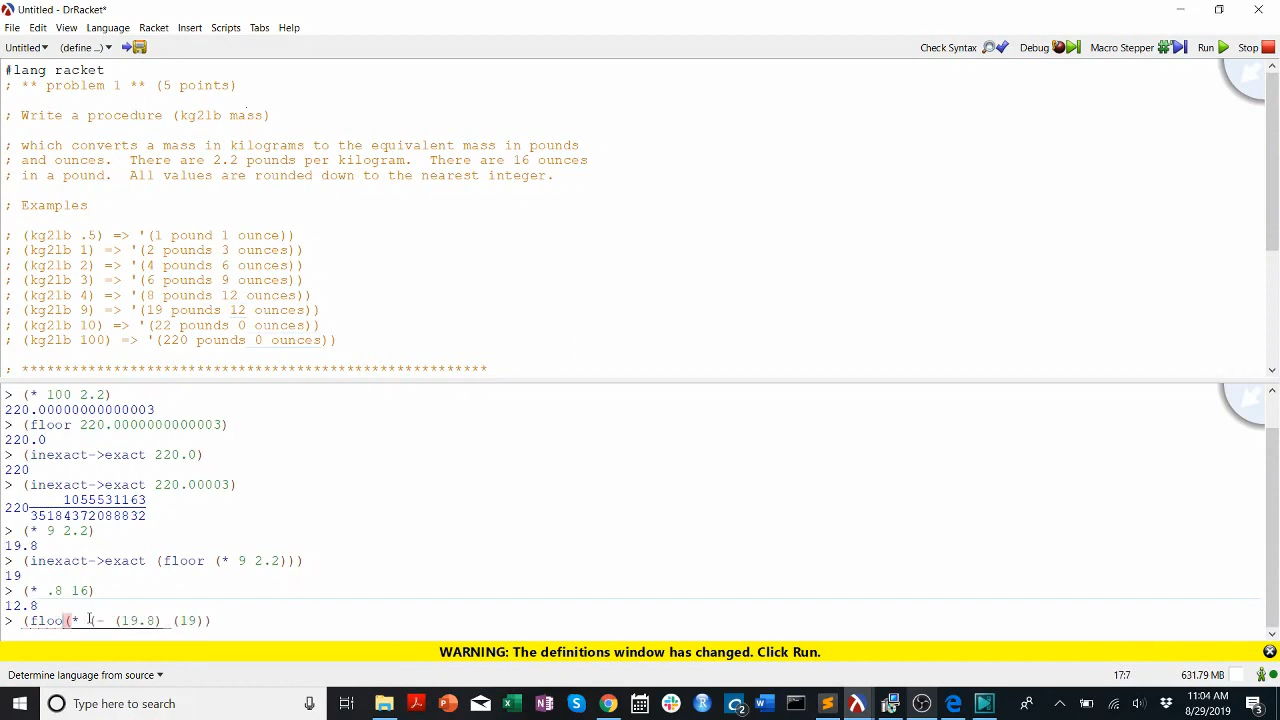 Untitled - DrRacket*
File Edit View Language Racket Insert Scripts Tabs Help
Untitled (define ...) Check Syntax Debug Macro Stepper Run Stop
#lang racket
; ** problem 1 ** (5 points)
; Write a procedure (kg2lb mass)
; which converts a mass in kilograms to the equivalent mass in pounds
; and ounces.  There are 2.2 pounds per kilogram.  There are 16 ounces
; in a pound.  All values are rounded down to the nearest integer.
; Examples
; (kg2lb .5) => '(1 pound 1 ounce))
; (kg2lb 1) => '(2 pounds 3 ounces))
; (kg2lb 2) => '(4 pounds 6 ounces))
; (kg2lb 3) => '(6 pounds 9 ounces))
; (kg2lb 4) => '(8 pounds 12 ounces))
; (kg2lb 9) => '(19 pounds 12 ounces))
; (kg2lb 10) => '(22 pounds 0 ounces))
; (kg2lb 100) => '(220 pounds 0 ounces))
; *******************************************************
> (* 100 2.2)
220.00000000000003
> (floor 220.0000000000003)
220.0
> (inexact->exact 220.0)
220
> (inexact->exact 220.00003)
220 1055531163
35184372088832
> (* 9 2.2)
19.8
> (inexact->exact (floor (* 9 2.2)))
19
> (* .8 16)
12.8
> (floo(* (- (19.8) (19))
WARNING: The definitions window has changed. Click Run.
Determine language from source 17:7 631.79 MB
Type here to search
11:04 AM
8/29/2019